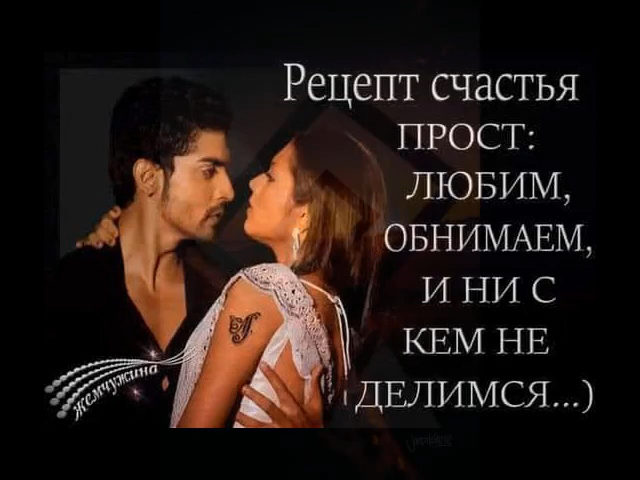 Рецепт счастья
ПРОСТ:
ЛЮБИМ,
ОБНИМАЕМ,
И НИ С
КЕМ НЕ
ДЕЛИМСЯ...)
Жемчужина